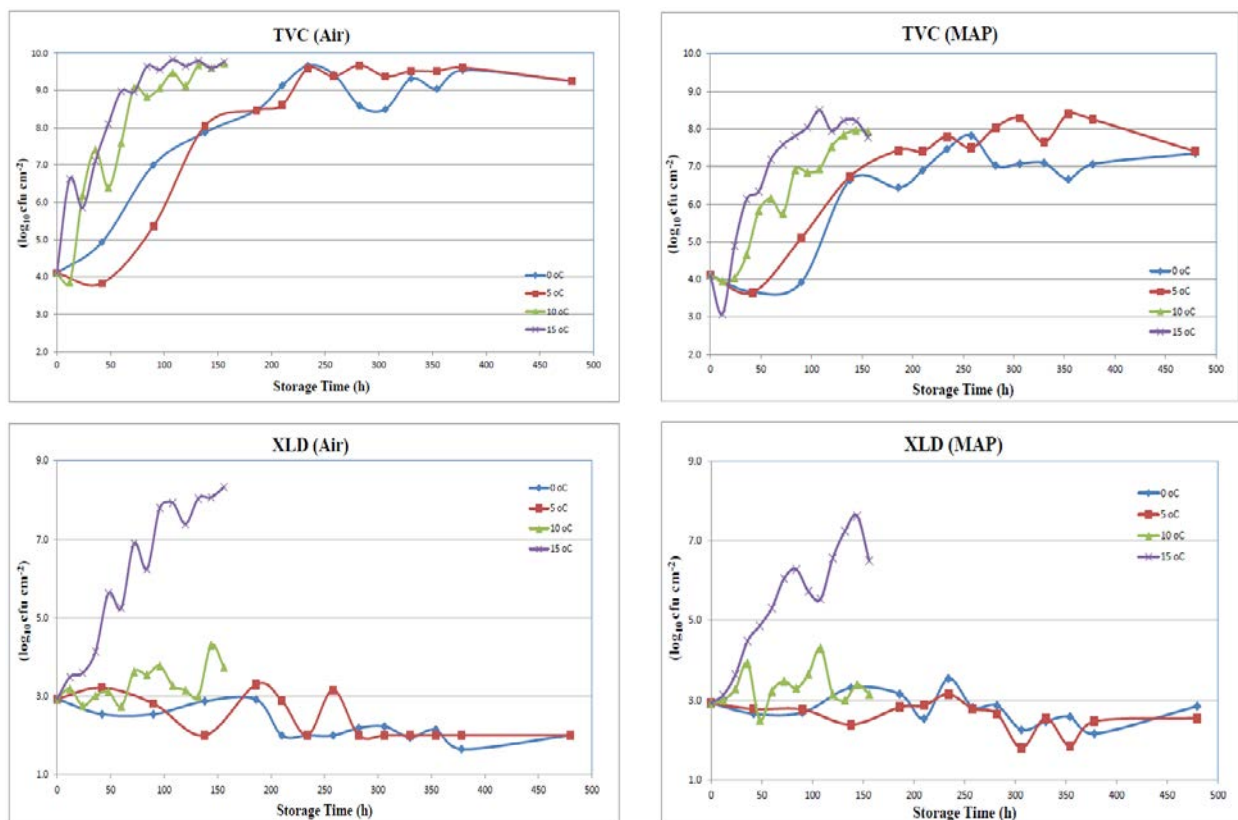 TVC (Air)
(log10 cfu cm-2)
10.0
9.0
8.0
7.0
6.0
5.0
4.0
3.0
2.0
0 50 100 150 200 250 300 350 400 450 500
Storage Time (h)
0 oC
5 oC
10 oC
15 oC
TVC (MAP)
(log10 cfu cm-2)
10.0
9.0
8.0
7.0
6.0
5.0
4.0
3.0
2.0
0 50 100 150 200 250 300 350 400 450 500
Storage Time (h)
0 oC
5 oC
10 oC
15 oC
XLD (Air)
(log10 cfu cm-2)
9.0
7.0
5.0
3.0
1.0
0 50 100 150 200 250 300 350 400 450 500
Storage Time (h)
0 oC
5 oC
10 oC
15 oC
XLD (MAP)
(log10 cfu cm-2)
9.0
7.0
5.0
3.0
1.0
0 50 100 150 200 250 300 350 400 450 500
Storage Time (h)
0 oC
5 oC
10 oC
15 oC